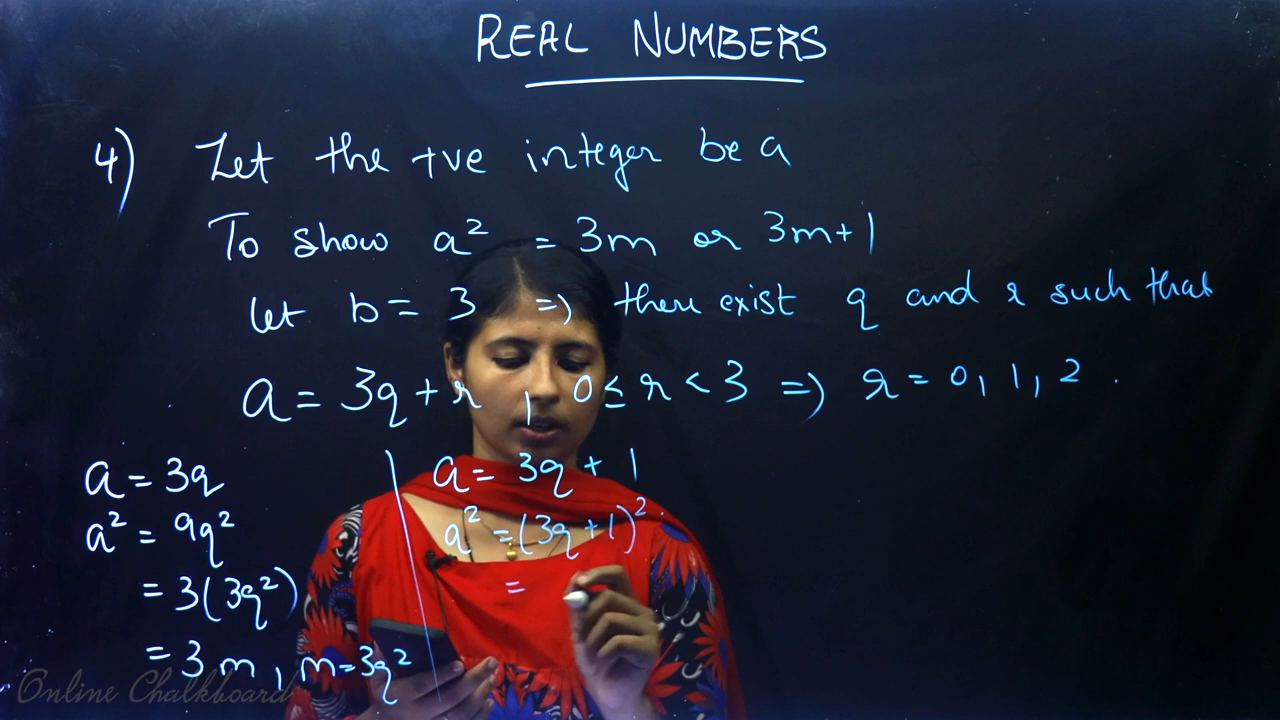 REAL NUMBERS
4) Let the +ve integer be a
To show a² = 3m or 3m+1
Let b = 3 => there exist q and r such that
a = 3q + r, 0 ≤ r < 3 => r = 0, 1, 2 .
a = 3q
a² = 9q²
= 3(3q²)
= 3m, m = 3q²
a = 3q + 1
a² = (3q+1)²
=
Online Chalkboard